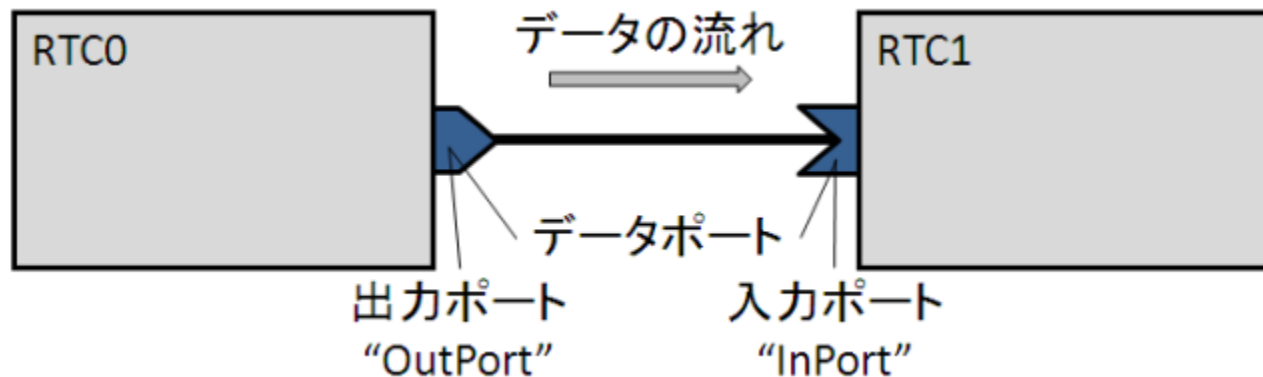 RTC0
データの流れ
RTC1
データポート
出力ポート
“OutPort”
入力ポート
“InPort”